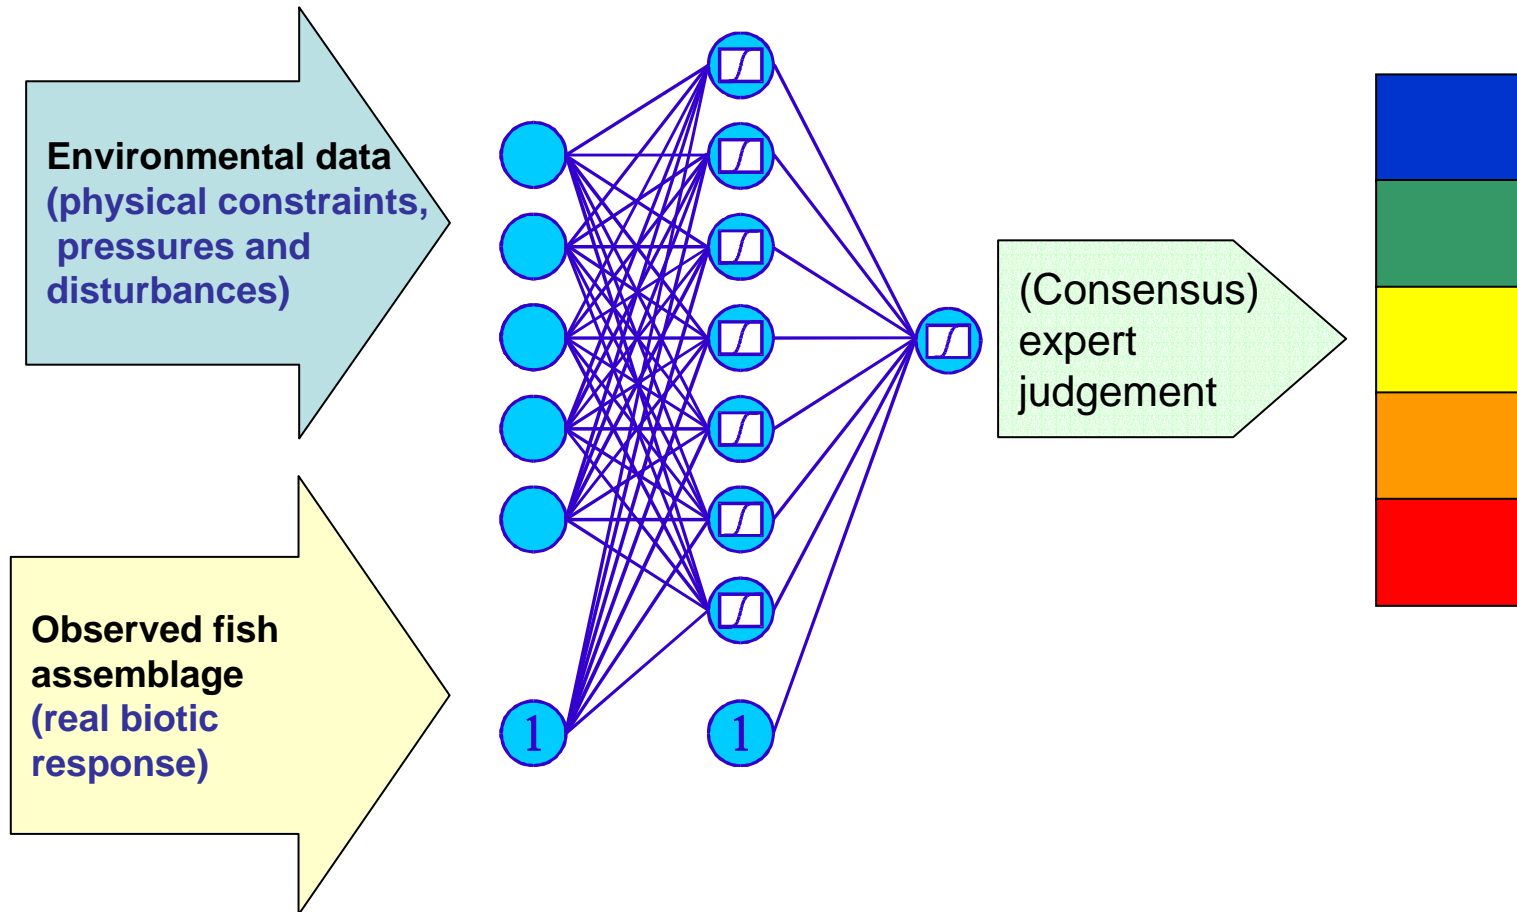 Environmental data
(physical constraints,
pressures and
disturbances)
(Consensus)
expert
judgement
Observed fish
assemblage
(real biotic
response)
1
1